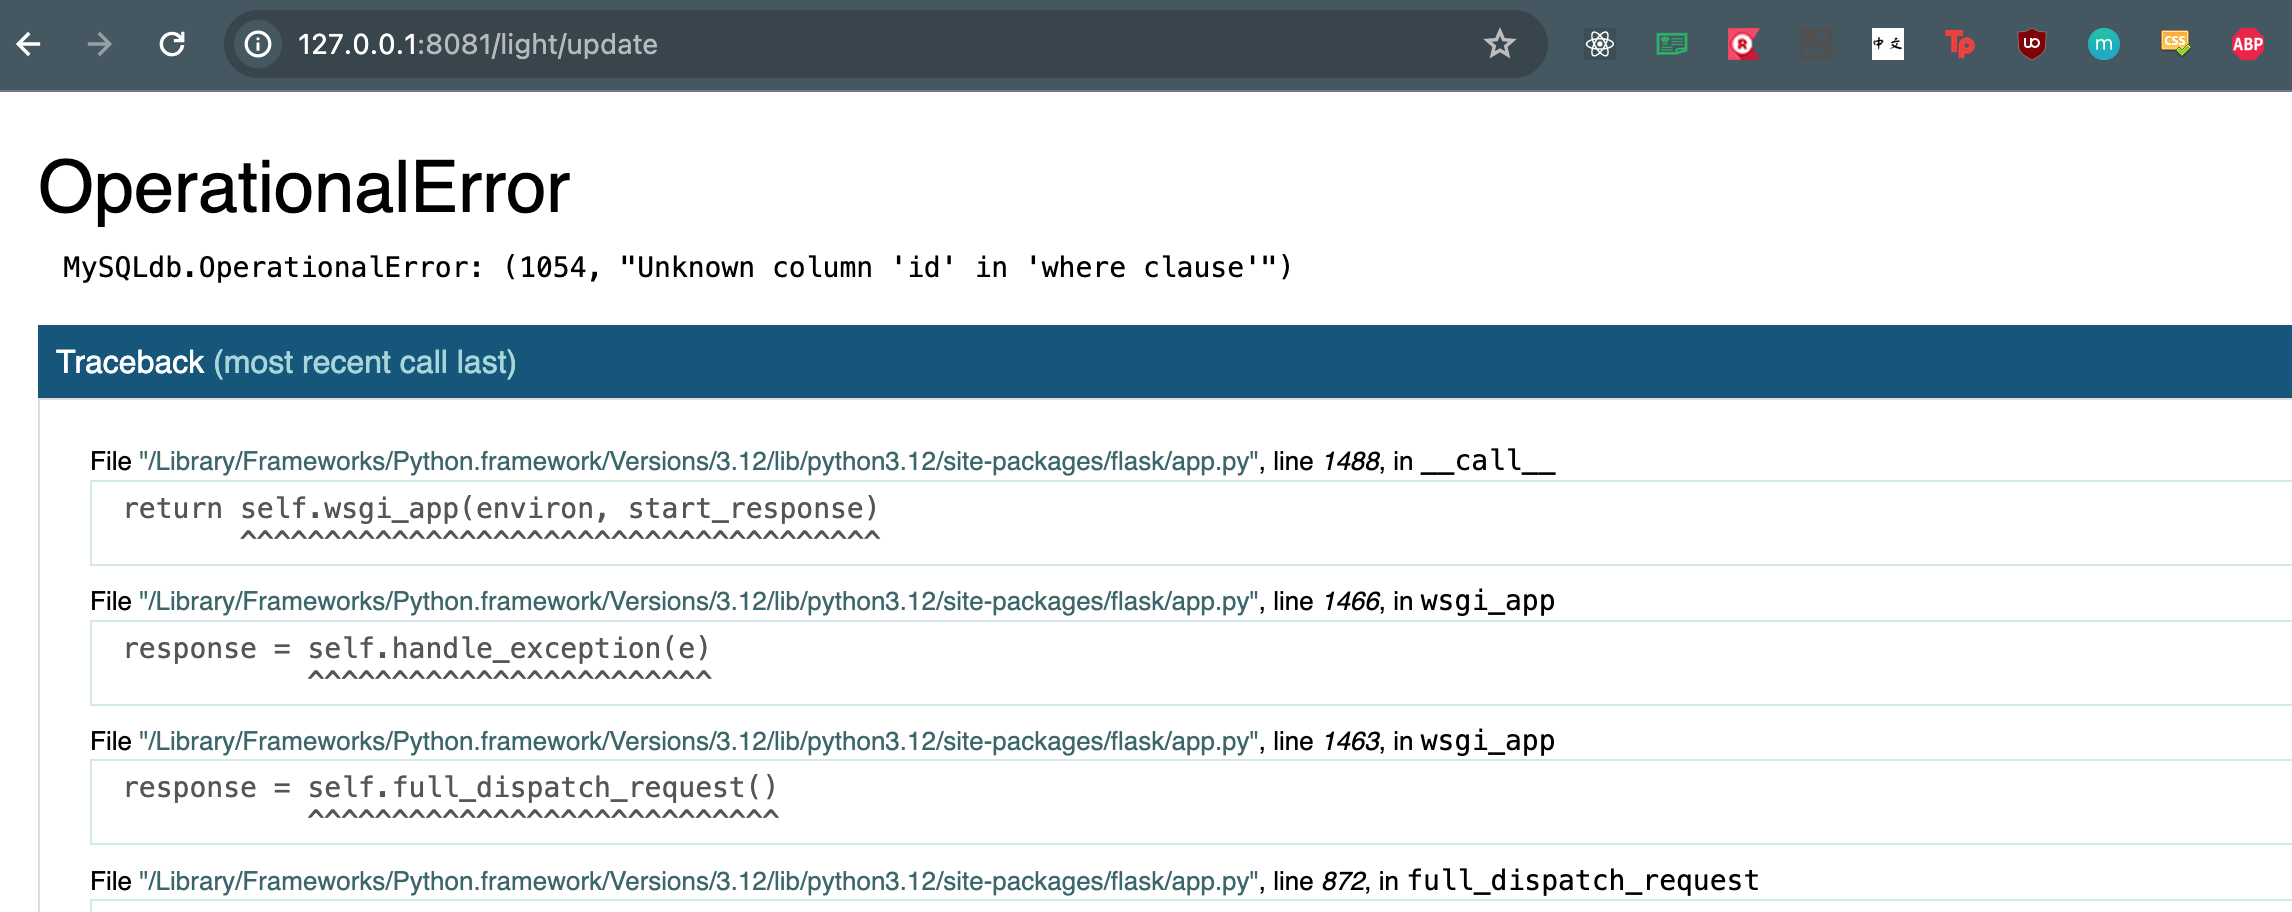 127.0.0.1:8081/light/update
中 文
Tp
UO
m
CSS
ABP
OperationalError
MySQLdb.OperationalError: (1054, "Unknown column 'id' in 'where clause'")
Traceback (most recent call last)
File "/Library/Frameworks/Python.framework/Versions/3.12/lib/python3.12/site-packages/flask/app.py", line 1488, in __call__
return self.wsgi_app(environ, start_response)
^^^^^^^^^^^^^^^^^^^^^^^^^^^^^^^^^^^^^^
File "/Library/Frameworks/Python.framework/Versions/3.12/lib/python3.12/site-packages/flask/app.py", line 1466, in wsgi_app
response = self.handle_exception(e)
^^^^^^^^^^^^^^^^^^^^^^^^
File "/Library/Frameworks/Python.framework/Versions/3.12/lib/python3.12/site-packages/flask/app.py", line 1463, in wsgi_app
response = self.full_dispatch_request()
^^^^^^^^^^^^^^^^^^^^^^^^^^^^
File "/Library/Frameworks/Python.framework/Versions/3.12/lib/python3.12/site-packages/flask/app.py", line 872, in full_dispatch_request